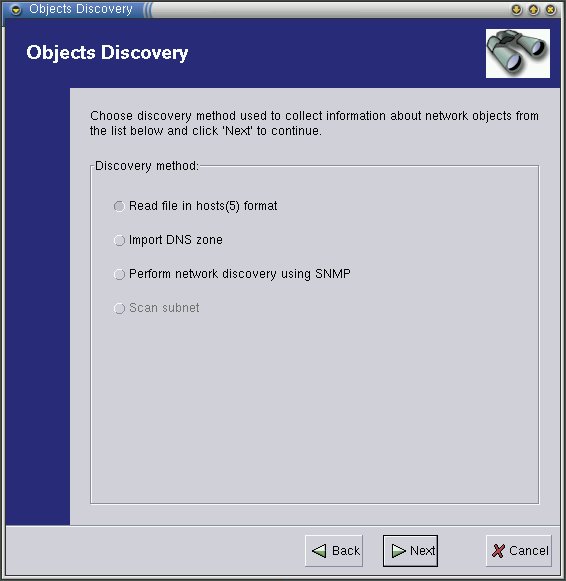 Objects Discovery
Objects Discovery
Choose discovery method used to collect information about network objects from
the list below and click 'Next' to continue.
Discovery method:
Read file in hosts(5) format
Import DNS zone
Perform network discovery using SNMP
Scan subnet
Back Next Cancel